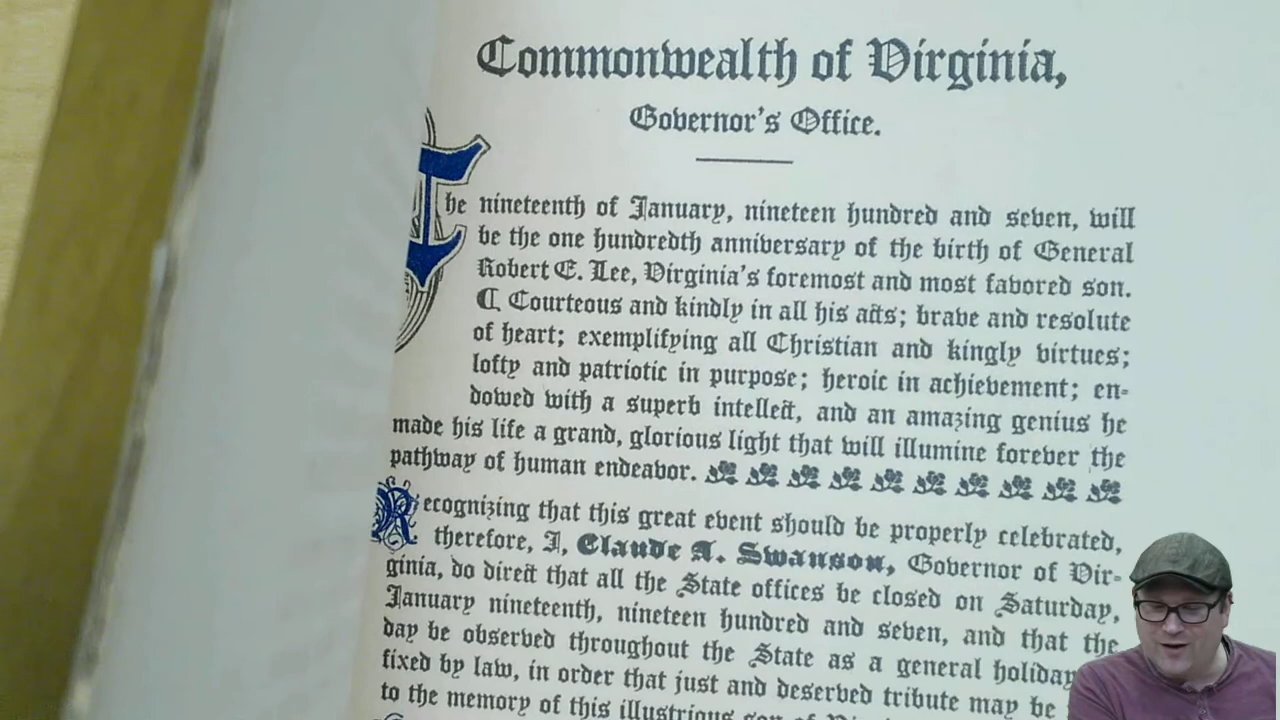 Commonwealth of Virginia,
Governor's Office.
The nineteenth of January, nineteen hundred and seven, will
be the one hundredth anniversary of the birth of General
Robert E. Lee, Virginia's foremost and most favored son.
¶ Courteous and kindly in all his acts; brave and resolute
of heart; exemplifying all Christian and kingly virtues;
lofty and patriotic in purpose; heroic in achievement; en-
dowed with a superb intellect, and an amazing genius he
made his life a grand, glorious light that will illumine forever the
pathway of human endeavor.
Recognizing that this great event should be properly celebrated,
therefore, I, Claude A. Swanson, Governor of Vir-
ginia, do direct that all the State offices be closed on Saturday,
January nineteenth, nineteen hundred and seven, and that the
day be observed throughout the State as a general holiday
fixed by law, in order that just and deserved tribute may be
to the memory of this illustrious son of